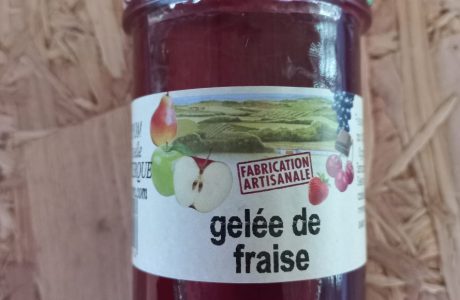 FABRICATION
ARTISANALE
gelée de
fraise